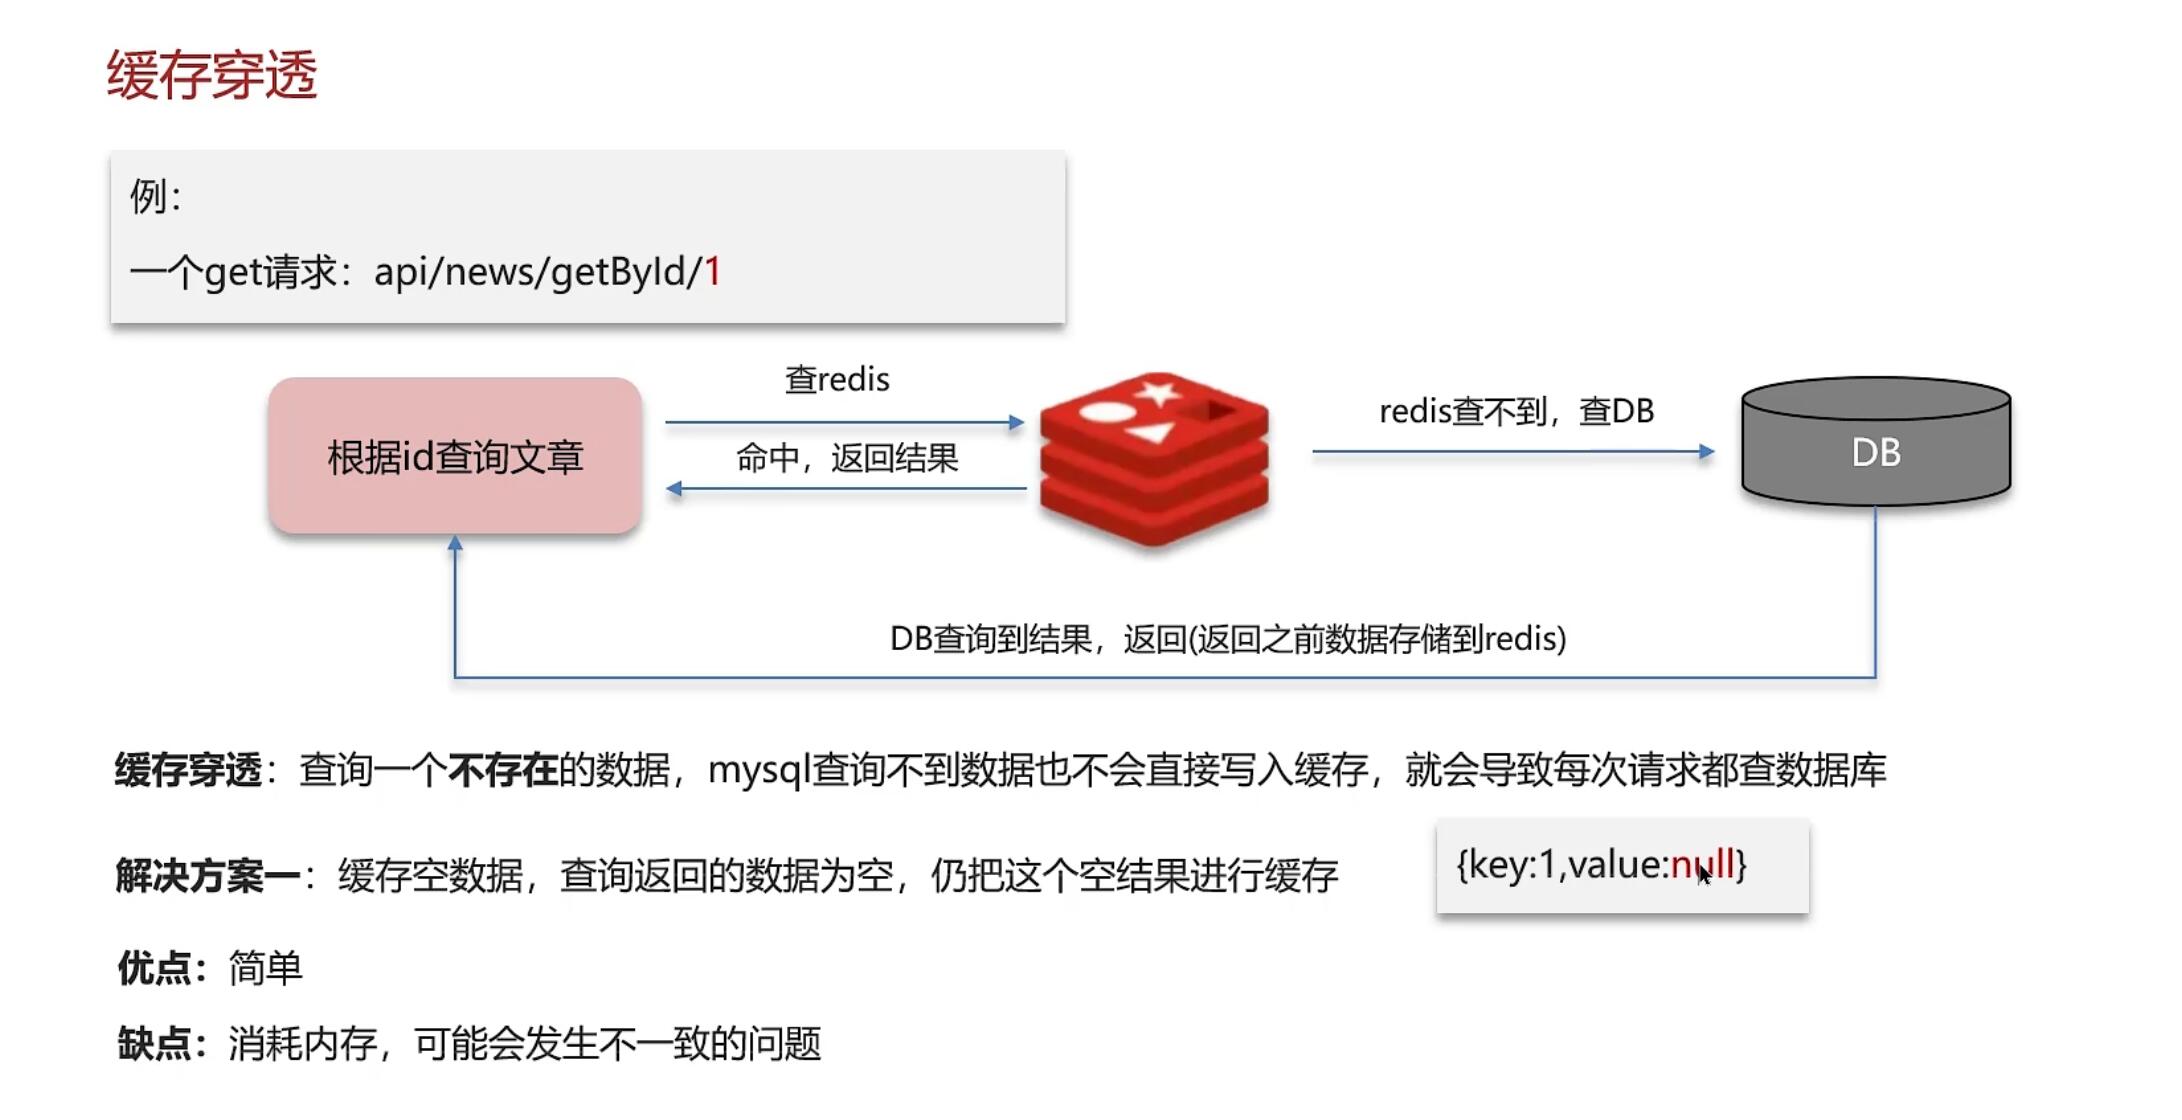 缓存穿透
例：
一个get请求：api/news/getById/1
查redis
redis查不到，查DB
根据id查询文章
命中，返回结果
DB
DB查询到结果，返回(返回之前数据存储到redis)
缓存穿透：查询一个不存在的数据，mysql查询不到数据也不会直接写入缓存，就会导致每次请求都查数据库
解决方案一：缓存空数据，查询返回的数据为空，仍把这个空结果进行缓存
{key:1,value:null}
优点：简单
缺点：消耗内存，可能会发生不一致的问题